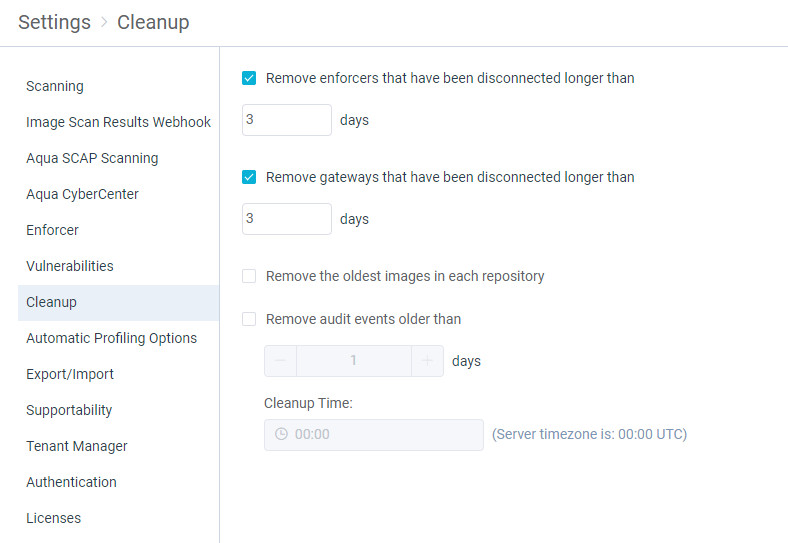 Settings > Cleanup
Scanning
Image Scan Results Webhook
Aqua SCAP Scanning
Aqua CyberCenter
Enforcer
Vulnerabilities
Cleanup
Automatic Profiling Options
Export/Import
Supportability
Tenant Manager
Authentication
Licenses
Remove enforcers that have been disconnected longer than
3 days
Remove gateways that have been disconnected longer than
3 days
Remove the oldest images in each repository
Remove audit events older than
− 1 + days
Cleanup Time:
00:00 (Server timezone is: 00:00 UTC)